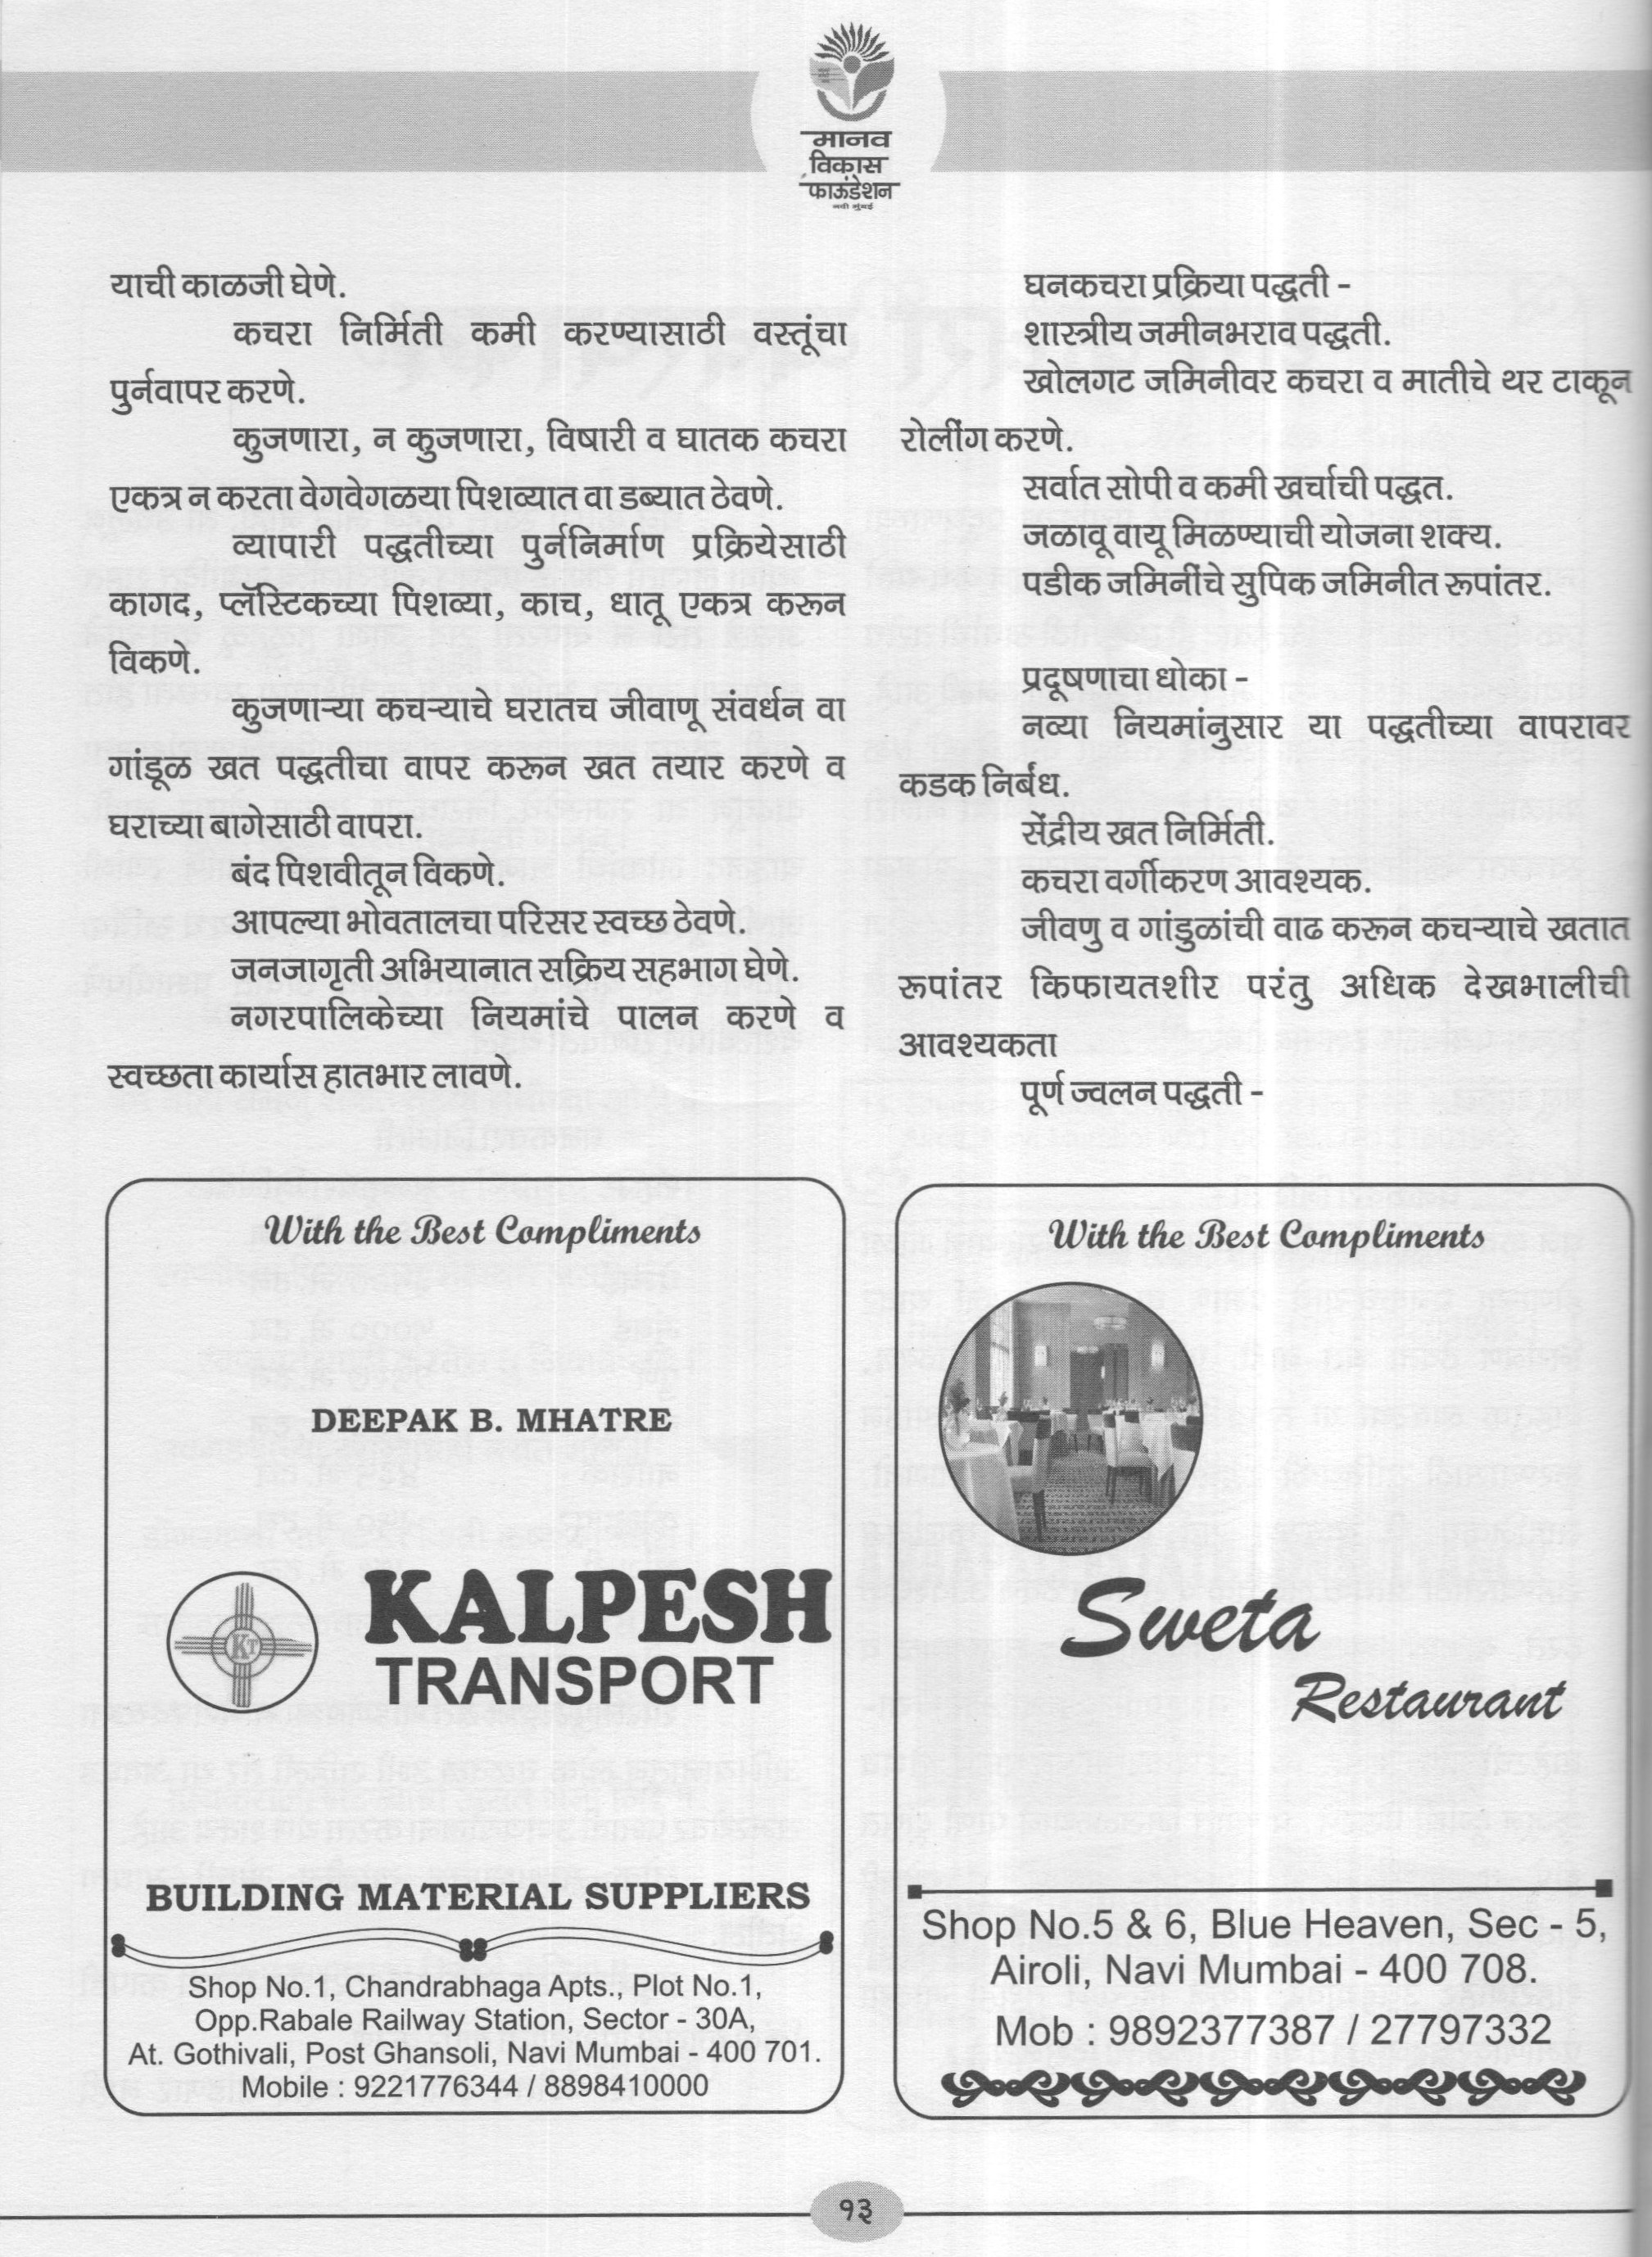 मानव
विकास
फाऊंडेशन
नवी मुंबई
याची काळजी घेणे.
कचरा निर्मिती कमी करण्यासाठी वस्तूंचा
पुर्नवापर करणे.
कुजणारा, न कुजणारा, विषारी व घातक कचरा
एकत्र न करता वेगवेगळया पिशव्यात वा डब्यात ठेवणे.
व्यापारी पद्धतीच्या पुर्ननिर्माण प्रक्रियेसाठी
कागद, प्लॅस्टिकच्या पिशव्या, काच, धातू एकत्र करून
विकणे.
कुजणाऱ्या कचऱ्याचे घरातच जीवाणू संवर्धन वा
गांडूळ खत पद्धतीचा वापर करून खत तयार करणे व
घराच्या बागेसाठी वापरा.
बंद पिशवीतून विकणे.
आपल्या भोवतालचा परिसर स्वच्छ ठेवणे.
जनजागृती अभियानात सक्रिय सहभाग घेणे.
नगरपालिकेच्या नियमांचे पालन करणे व
स्वच्छता कार्यास हातभार लावणे.
घनकचरा प्रक्रिया पद्धती -
शास्त्रीय जमीनभराव पद्धती.
खोलगट जमिनीवर कचरा व मातीचे थर टाकून
रोलींग करणे.
सर्वात सोपी व कमी खर्चाची पद्धत.
जळावू वायू मिळण्याची योजना शक्य.
पडीक जमिनींचे सुपिक जमिनीत रूपांतर.
प्रदूषणाचा धोका -
नव्या नियमांनुसार या पद्धतीच्या वापरावर
कडक निर्बंध.
सेंद्रीय खत निर्मिती.
कचरा वर्गीकरण आवश्यक.
जीवणु व गांडुळांची वाढ करून कचऱ्याचे खतात
रूपांतर किफायतशीर परंतु अधिक देखभालीची
आवश्यकता
पूर्ण ज्वलन पद्धती -
With the Best Compliments
DEEPAK B. MHATRE
KT
KALPESH
TRANSPORT
BUILDING MATERIAL SUPPLIERS
Shop No.1, Chandrabhaga Apts., Plot No.1,
Opp.Rabale Railway Station, Sector - 30A,
At. Gothivali, Post Ghansoli, Navi Mumbai - 400 701.
Mobile : 9221776344 / 8898410000
With the Best Compliments
Sweta
Restaurant
Shop No.5 & 6, Blue Heaven, Sec - 5,
Airoli, Navi Mumbai - 400 708.
Mob : 9892377387 / 27797332
१३